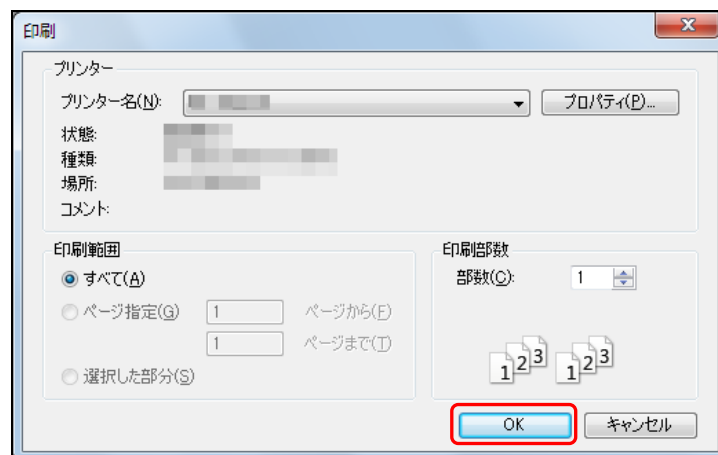 印刷
プリンター
プリンター名(N): プロパティ(P)...
状態:
種類:
場所:
コメント:
印刷範囲
すべて(A)
ページ指定(G) 1 ページから(F)
1 ページまで(T)
選択した部分(S)
印刷部数
部数(C): 1
1 2 3 1 2 3
OK キャンセル